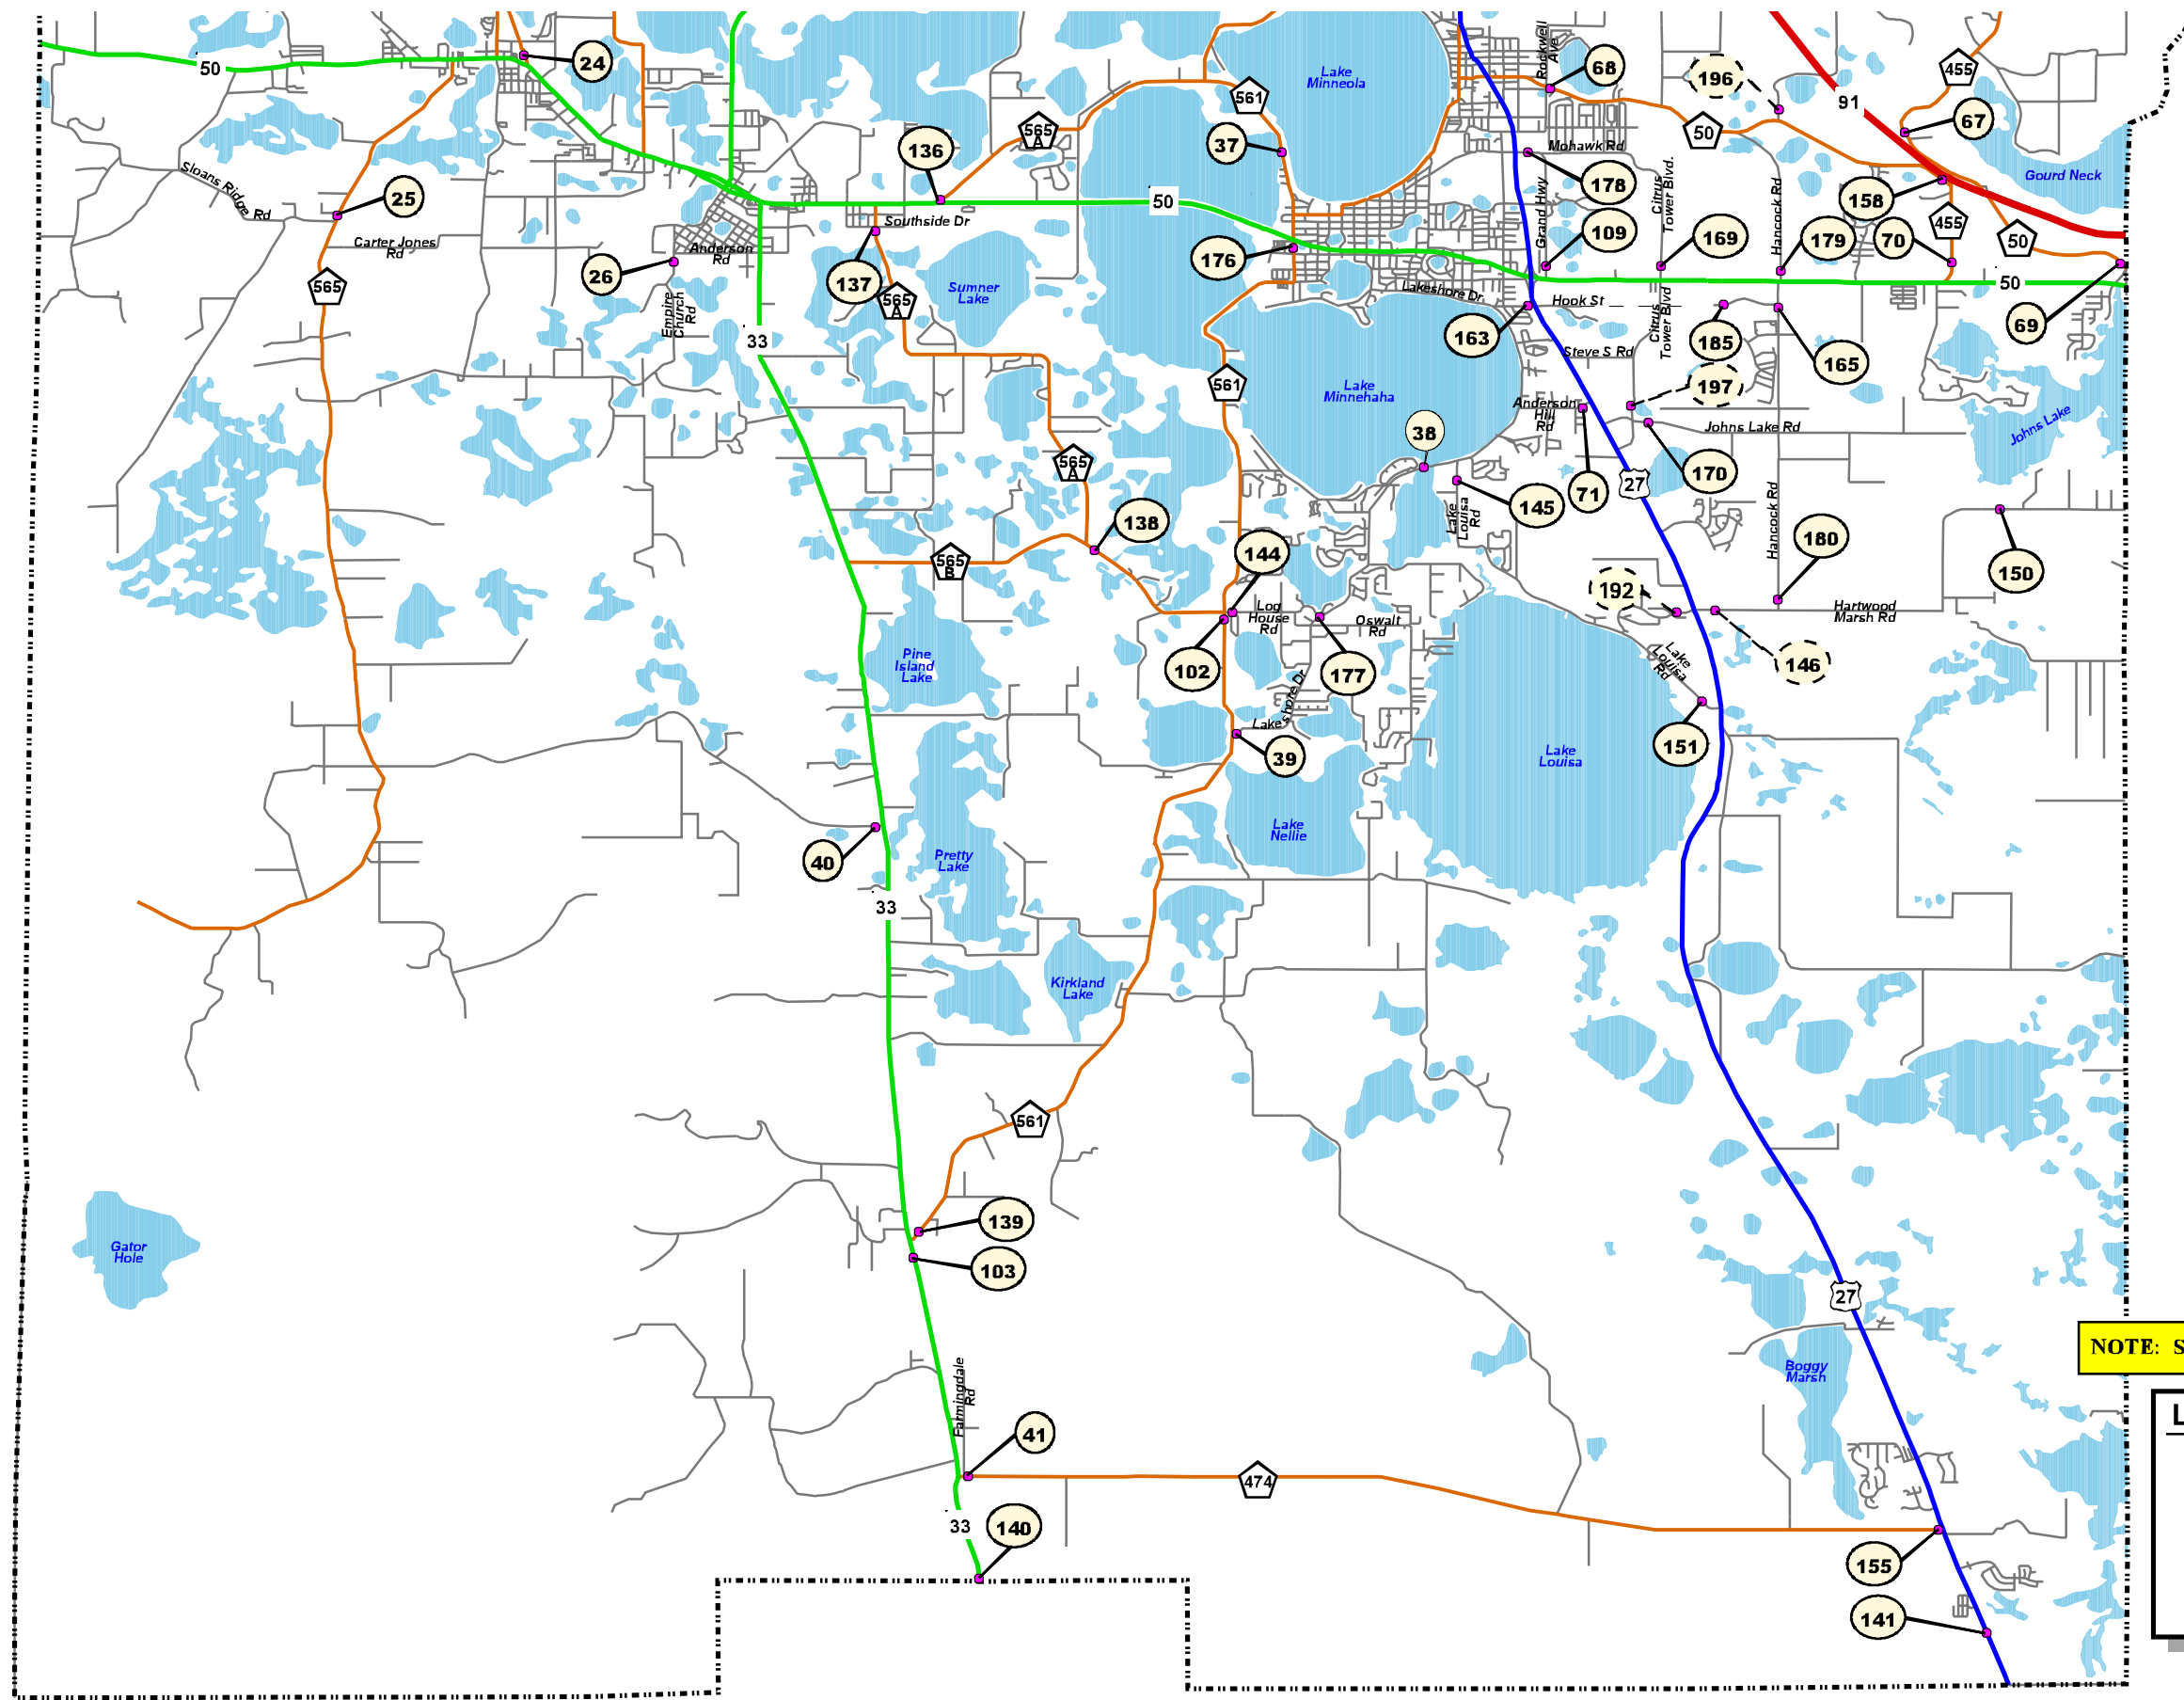 24
50
Lake
Minneola
Rockwell
Ave
68
196
455
91
67
561
565
A
37
136
50
Mohawk Rd
Sloans Ridge Rd
25
178
Citrus
Tower Blvd.
Hancock Rd
158
Gourd Neck
50
Southside Dr
Grand Hwy
109
169
179
70
455
50
Carter Jones
Rd
Anderson
Rd
26
137
176
565
565
A
Sumner
Lake
Lakeshore Dr
Hook St
50
Empire
Church
Rd
33
163
Citrus
Tower Blvd
185
165
69
Steve S Rd
561
Lake
Minnehaha
197
Anderson
Hill
Rd
Johns Lake Rd
Johns Lake
38
565
A
170
27
71
145
Lake
Louisa
Rd
Hancock Rd
138
180
144
565
B
150
192
Log
House
Rd
Oswalt
Rd
Hartwood
Marsh Rd
Pine
Island
Lake
102
177
Lake
Louisa
Rd
146
Lake
shore Dr
39
151
Lake
Louisa
40
Pretty
Lake
Lake
Nellie
33
Kirkland
Lake
561
139
Gator
Hole
103
27
NOTE: S
Boggy
Marsh
Farmingdale
Rd
L
41
474
33
140
155
141